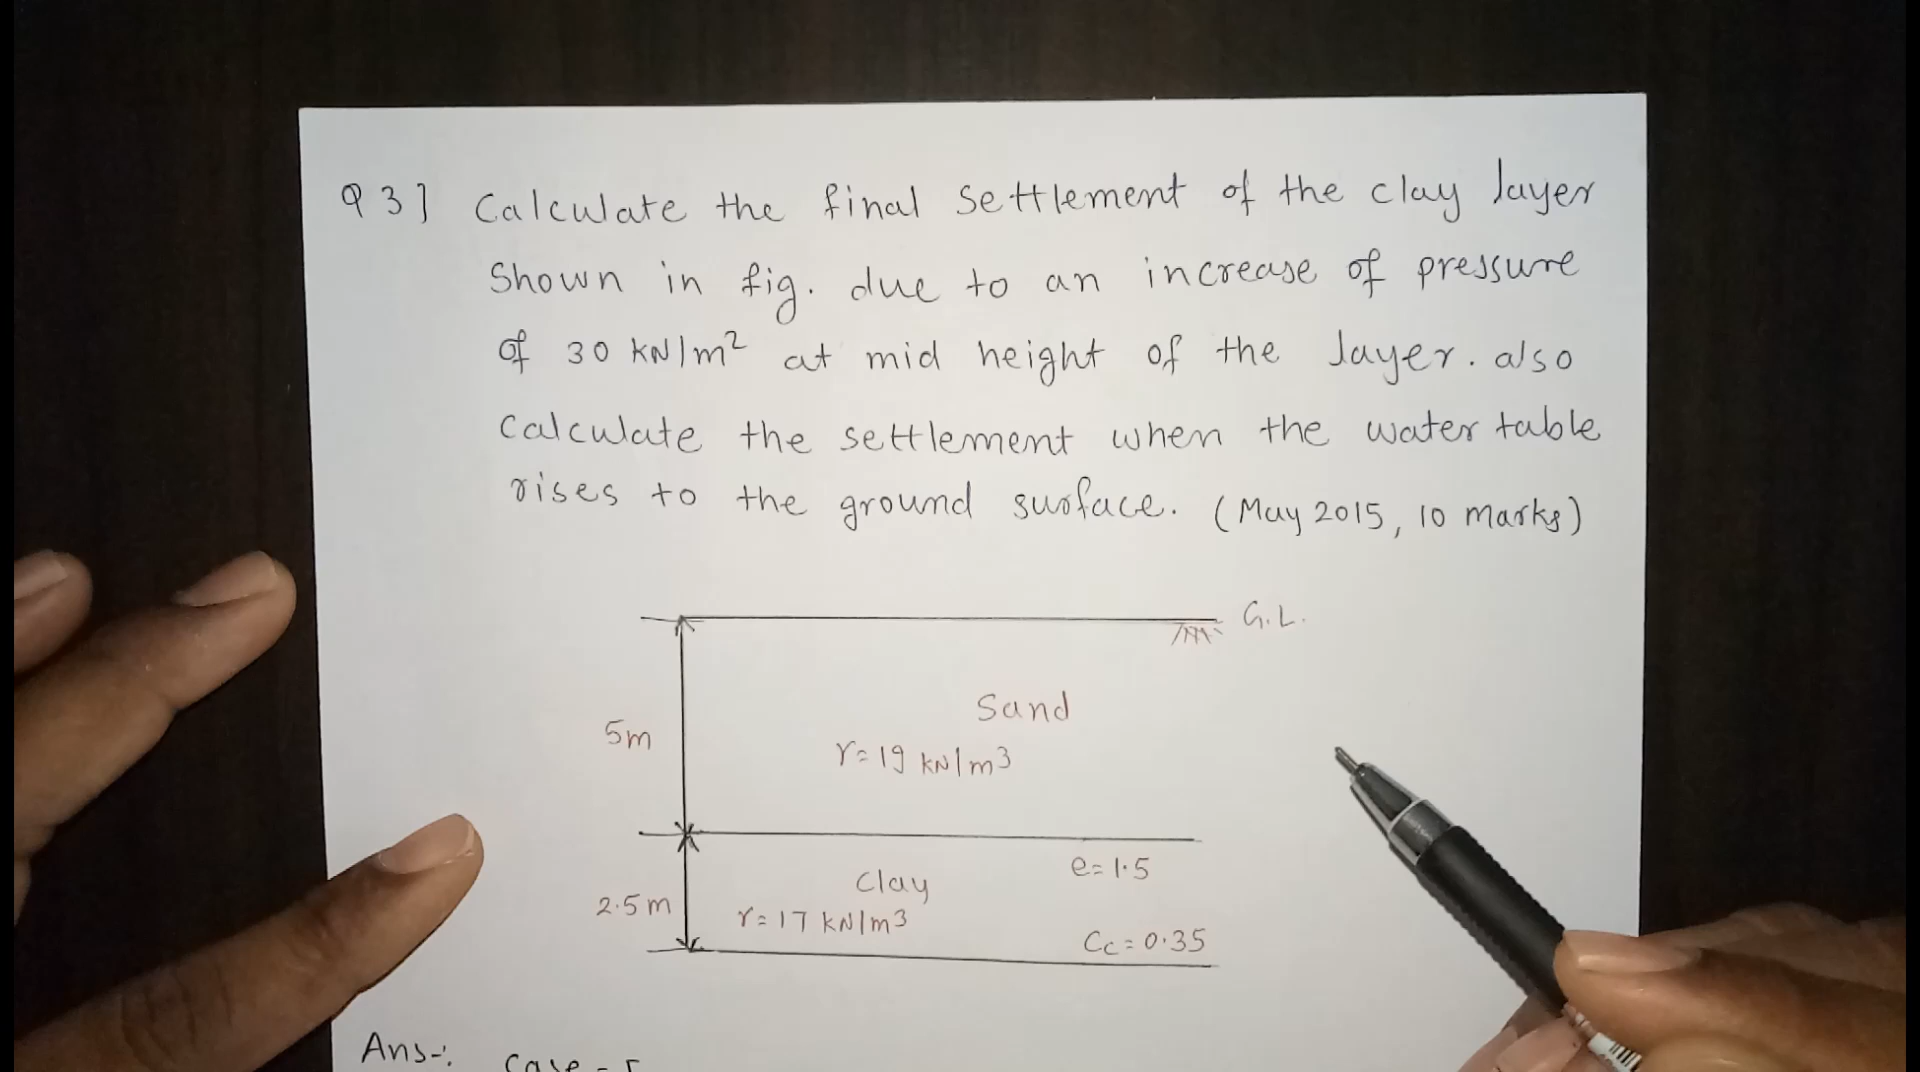 Q3] Calculate the final settlement of the clay layer
shown in fig. due to an increase of pressure
of 30 kN/m² at mid height of the layer. also
calculate the settlement when the water table
rises to the ground surface. (May 2015, 10 marks)
G.L.
Sand
5m
γ=19 kN/m3
e=1.5
Clay
2.5m
γ=17 kN/m3
Cc=0.35
Ans-:
Case-I